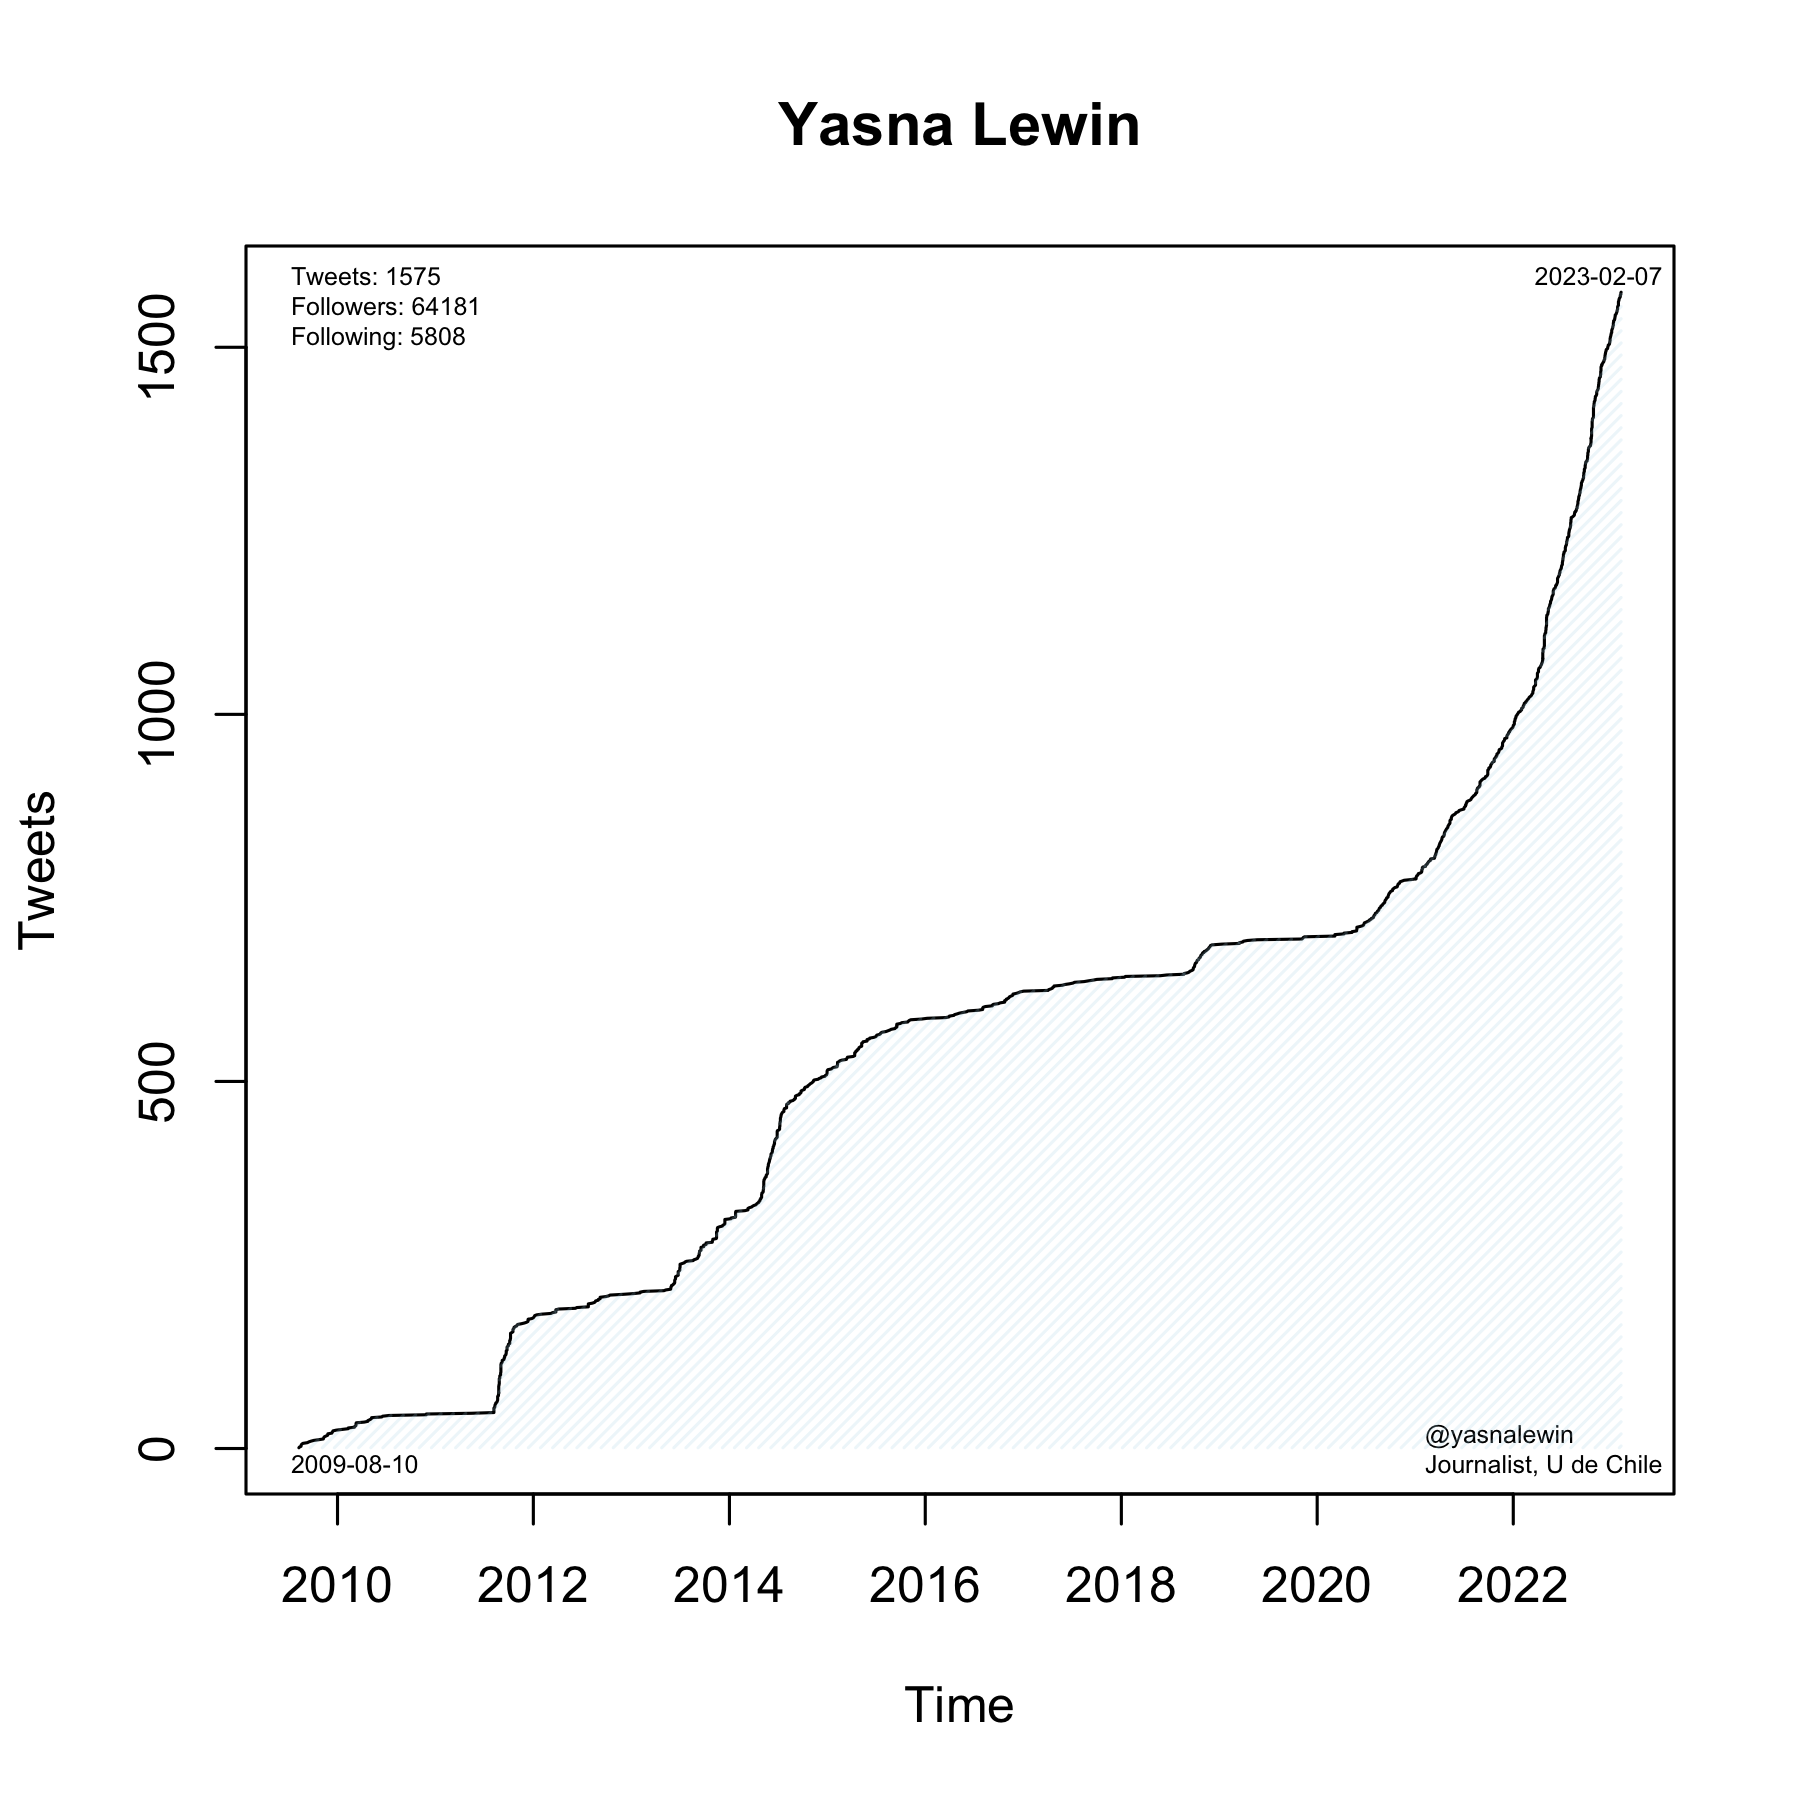 Yasna Lewin
Tweets: 1575
Followers: 64181
Following: 5808
2023-02-07
1500
1000
500
0
Tweets
@yasnalewin
Journalist, U de Chile
2009-08-10
2010
2012
2014
2016
2018
2020
2022
Time